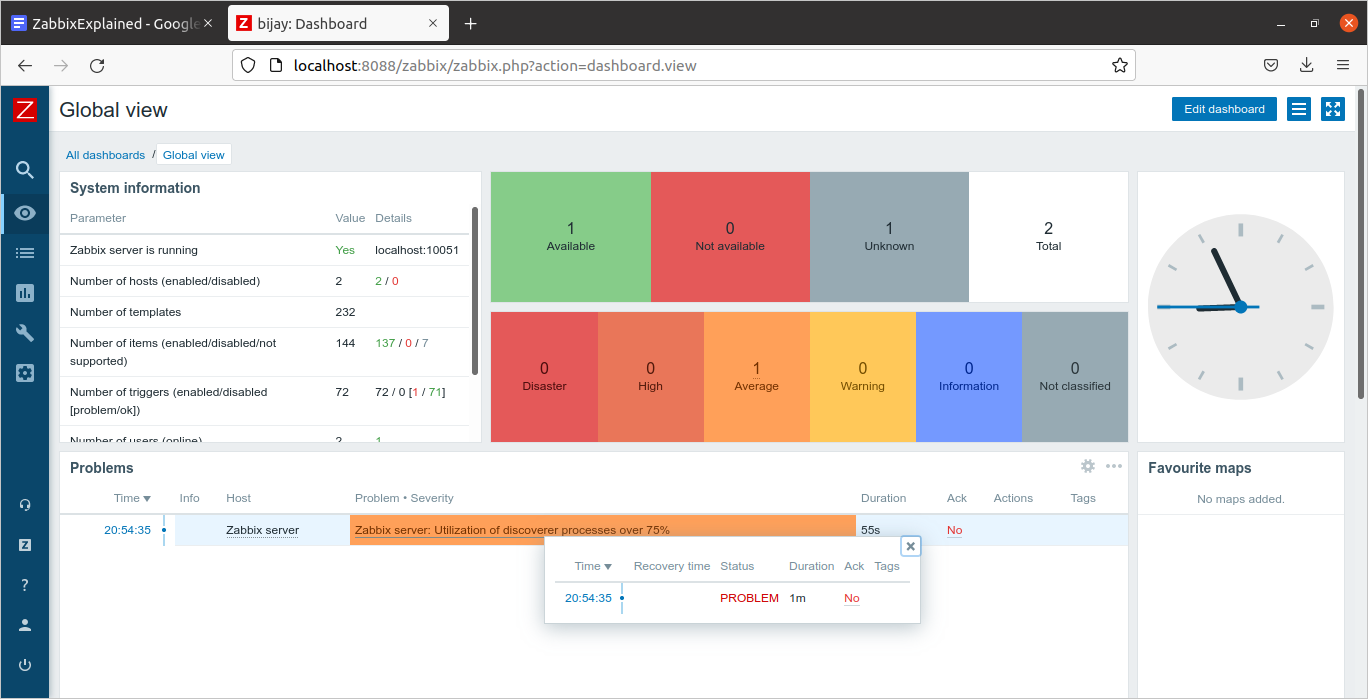 ZabbixExplained - Google
bijay: Dashboard
localhost:8088/zabbix/zabbix.php?action=dashboard.view
Z
Global view
Edit dashboard
All dashboards / Global view
System information
Parameter Value Details
Zabbix server is running Yes localhost:10051
Number of hosts (enabled/disabled) 2 2 / 0
Number of templates 232
Number of items (enabled/disabled/not supported) 144 137 / 0 / 7
Number of triggers (enabled/disabled [problem/ok]) 72 72 / 0 [1 / 71]
Number of users (online) 2 1
1
Available
0
Not available
1
Unknown
2
Total
0
Disaster
0
High
1
Average
0
Warning
0
Information
0
Not classified
Problems
Time Info Host Problem • Severity Duration Ack Actions Tags
20:54:35 Zabbix server Zabbix server: Utilization of discoverer processes over 75% 55s No
Time Recovery time Status Duration Ack Tags
20:54:35 PROBLEM 1m No
Favourite maps
No maps added.